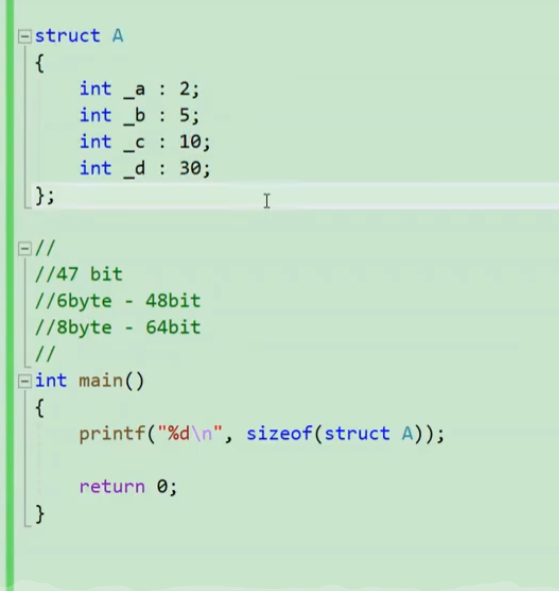 struct A
{
int _a : 2;
int _b : 5;
int _c : 10;
int _d : 30;
};
//
//47 bit
//6byte - 48bit
//8byte - 64bit
//
int main()
{
printf("%d\n", sizeof(struct A));
return 0;
}